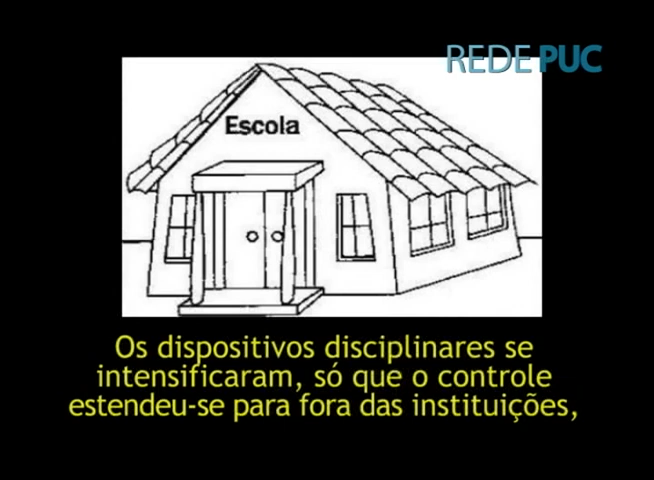 REDE PUC
Escola
Os dispositivos disciplinares se
intensificaram, só que o controle
estendeu-se para fora das instituições,